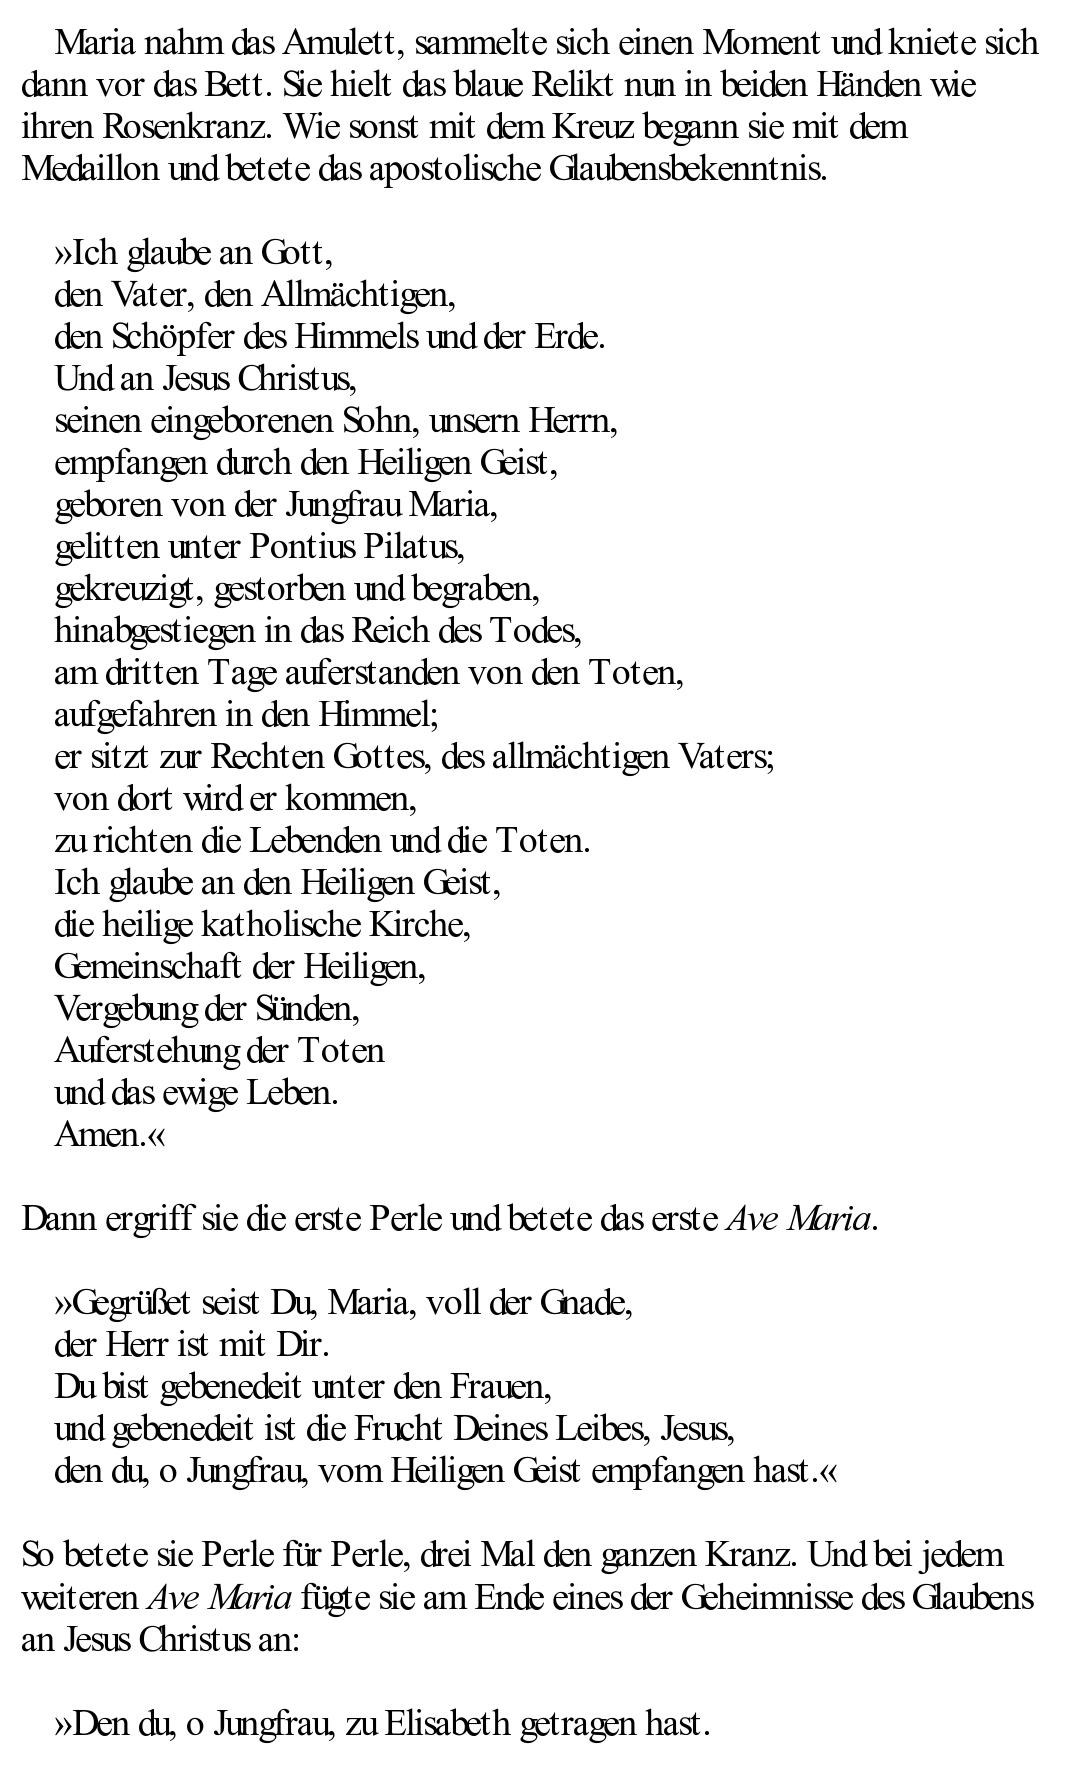 Maria nahm das Amulett, sammelte sich einen Moment und kniete sich
dann vor das Bett. Sie hielt das blaue Relikt nun in beiden Händen wie
ihren Rosenkranz. Wie sonst mit dem Kreuz begann sie mit dem
Medaillon und betete das apostolische Glaubensbekenntnis.
»Ich glaube an Gott,
den Vater, den Allmächtigen,
den Schöpfer des Himmels und der Erde.
Und an Jesus Christus,
seinen eingeborenen Sohn, unsern Herrn,
empfangen durch den Heiligen Geist,
geboren von der Jungfrau Maria,
gelitten unter Pontius Pilatus,
gekreuzigt, gestorben und begraben,
hinabgestiegen in das Reich des Todes,
am dritten Tage auferstanden von den Toten,
aufgefahren in den Himmel;
er sitzt zur Rechten Gottes, des allmächtigen Vaters;
von dort wird er kommen,
zu richten die Lebenden und die Toten.
Ich glaube an den Heiligen Geist,
die heilige katholische Kirche,
Gemeinschaft der Heiligen,
Vergebung der Sünden,
Auferstehung der Toten
und das ewige Leben.
Amen.«
Dann ergriff sie die erste Perle und betete das erste Ave Maria.
»Gegrüßet seist Du, Maria, voll der Gnade,
der Herr ist mit Dir.
Du bist gebenedeit unter den Frauen,
und gebenedeit ist die Frucht Deines Leibes, Jesus,
den du, o Jungfrau, vom Heiligen Geist empfangen hast.«
So betete sie Perle für Perle, drei Mal den ganzen Kranz. Und bei jedem
weiteren Ave Maria fügte sie am Ende eines der Geheimnisse des Glaubens
an Jesus Christus an:
»Den du, o Jungfrau, zu Elisabeth getragen hast.